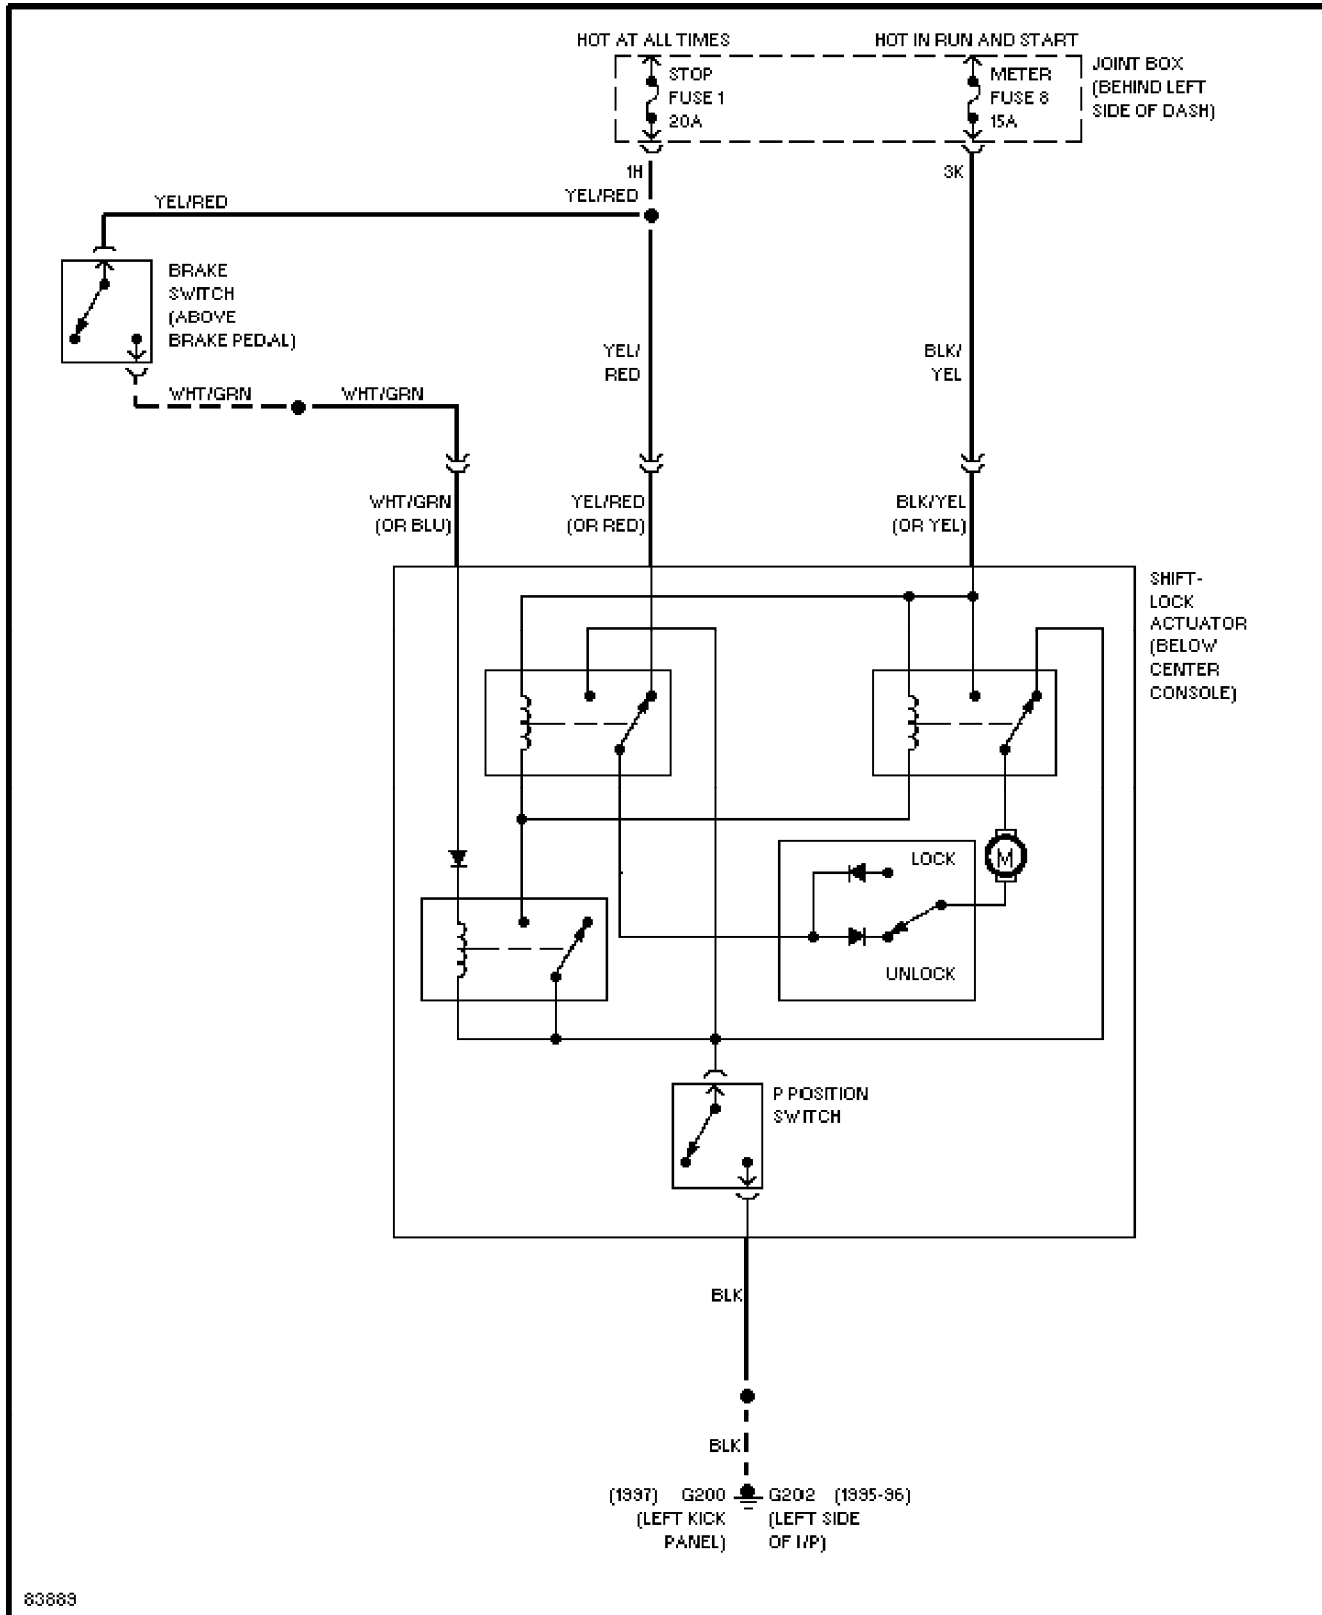 HOT AT ALL TIMES
HOT IN RUN AND START
STOP
FUSE 1
20A
METER
FUSE 8
15A
JOINT BOX
(BEHIND LEFT
SIDE OF DASH)
1H
3K
YEL/RED
YEL/RED
BRAKE
SWITCH
(ABOVE
BRAKE PEDAL)
YEL/
RED
BLK/
YEL
WHT/GRN
WHT/GRN
WHT/GRN
(OR BLU)
YEL/RED
(OR RED)
BLK/YEL
(OR YEL)
SHIFT-
LOCK
ACTUATOR
(BELOW
CENTER
CONSOLE)
LOCK
M
UNLOCK
P POSITION
SWITCH
BLK
BLK
(1997) G200
(LEFT KICK
PANEL)
G202 (1995-96)
(LEFT SIDE
OF I/P)
83889